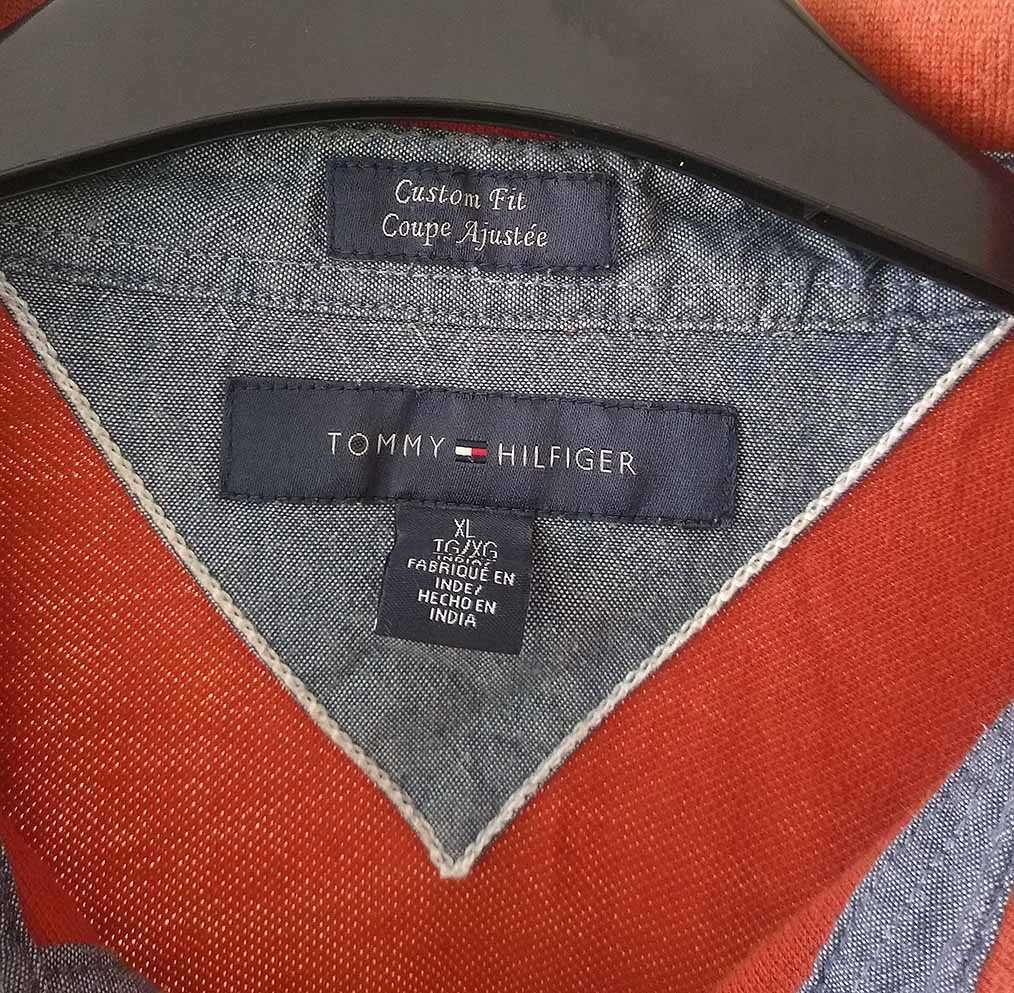 Custom Fit
Coupe Ajustée
TOMMY HILFIGER
XL
TG/XG
FABRIQUÉ EN
INDE/
HECHO EN
INDIA